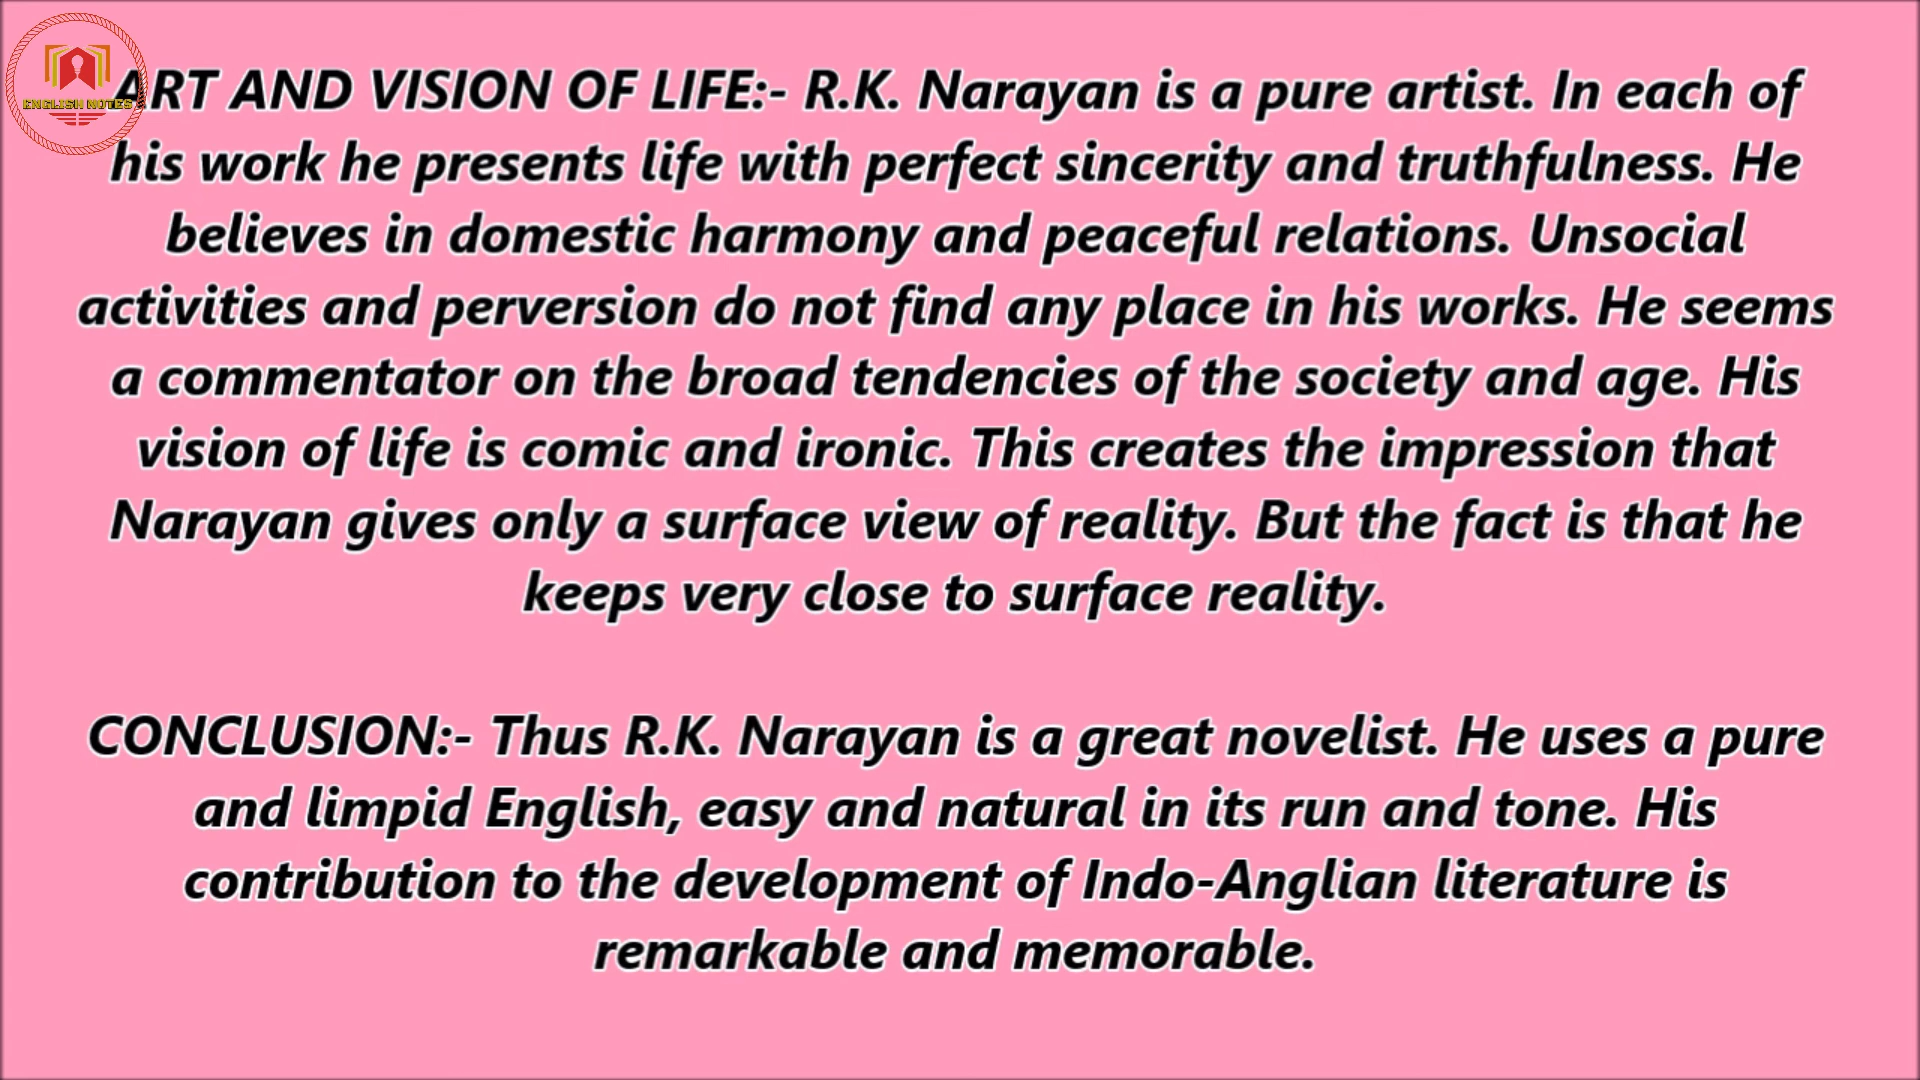 ENGLISH NOTES
ART AND VISION OF LIFE:- R.K. Narayan is a pure artist. In each of
his work he presents life with perfect sincerity and truthfulness. He
believes in domestic harmony and peaceful relations. Unsocial
activities and perversion do not find any place in his works. He seems
a commentator on the broad tendencies of the society and age. His
vision of life is comic and ironic. This creates the impression that
Narayan gives only a surface view of reality. But the fact is that he
keeps very close to surface reality.
CONCLUSION:- Thus R.K. Narayan is a great novelist. He uses a pure
and limpid English, easy and natural in its run and tone. His
contribution to the development of Indo-Anglian literature is
remarkable and memorable.